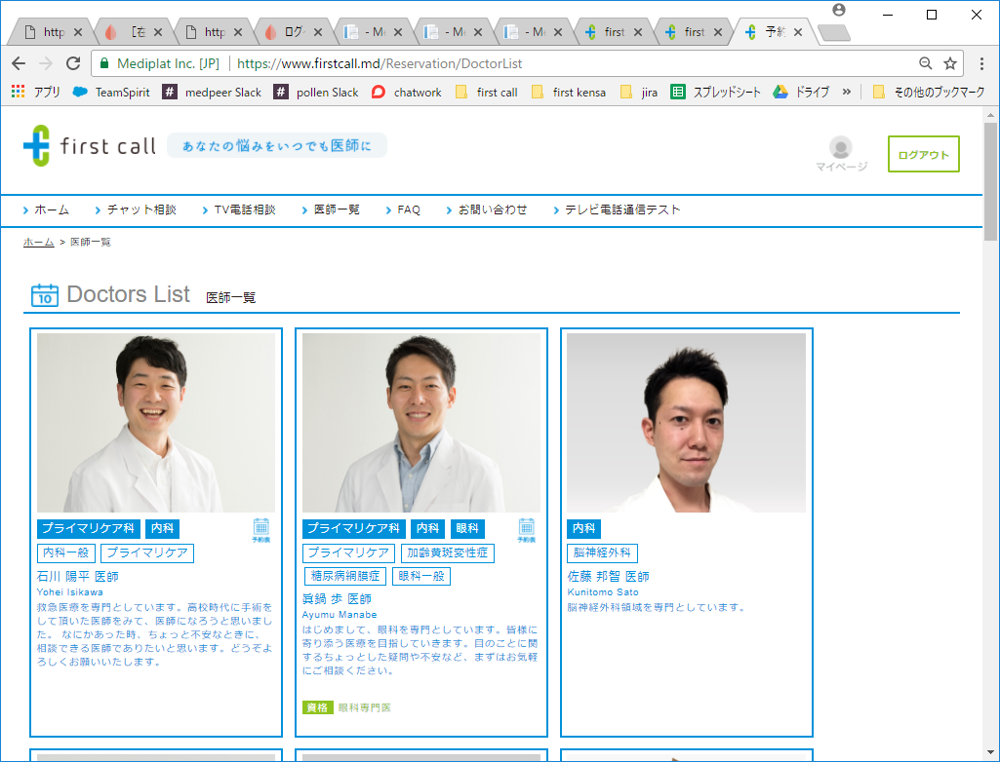 http
[在
http
ログ
- Me
- Me
- Me
first
first
予約
Mediplat Inc. [JP]
https://www.firstcall.md/Reservation/DoctorList
アプリ
TeamSpirit
medpeer Slack
pollen Slack
chatwork
first call
first kensa
jira
スプレッドシート
ドライブ
»
その他のブックマーク
first call
あなたの悩みをいつでも医師に
マイページ
ログアウト
ホーム
チャット相談
TV電話相談
医師一覧
FAQ
お問い合わせ
テレビ電話通信テスト
ホーム > 医師一覧
10
Doctors List 医師一覧
プライマリケア科 内科
予約表
内科一般 プライマリケア
石川 陽平 医師
Yohei Isikawa
救急医療を専門としています。高校時代に手術を
して頂いた医師をみて、医師になろうと思いまし
た。 なにかあった時、ちょっと不安なときに、
相談できる医師でありたいと思います。どうぞよ
ろしくお願いいたします。
プライマリケア科 内科 眼科
予約表
プライマリケア 加齢黄斑変性症
糖尿病網膜症 眼科一般
眞鍋 歩 医師
Ayumu Manabe
はじめまして、眼科を専門としています。皆様に
寄り添う医療を目指していきます。目のことに関
するちょっとした疑問や不安など、まずはお気軽
にご相談ください。
資格 眼科専門医
内科
脳神経外科
佐藤 邦智 医師
Kunitomo Sato
脳神経外科領域を専門としています。